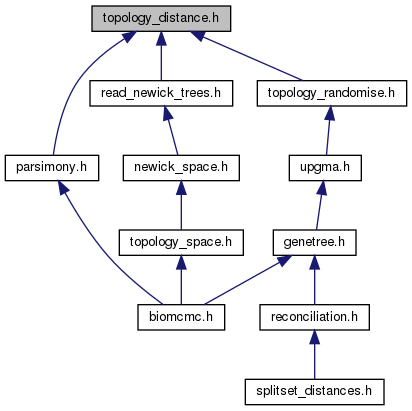 topology_distance.h
read_newick_trees.h
topology_randomise.h
parsimony.h
newick_space.h
upgma.h
topology_space.h
genetree.h
biomcmc.h
reconciliation.h
splitset_distances.h